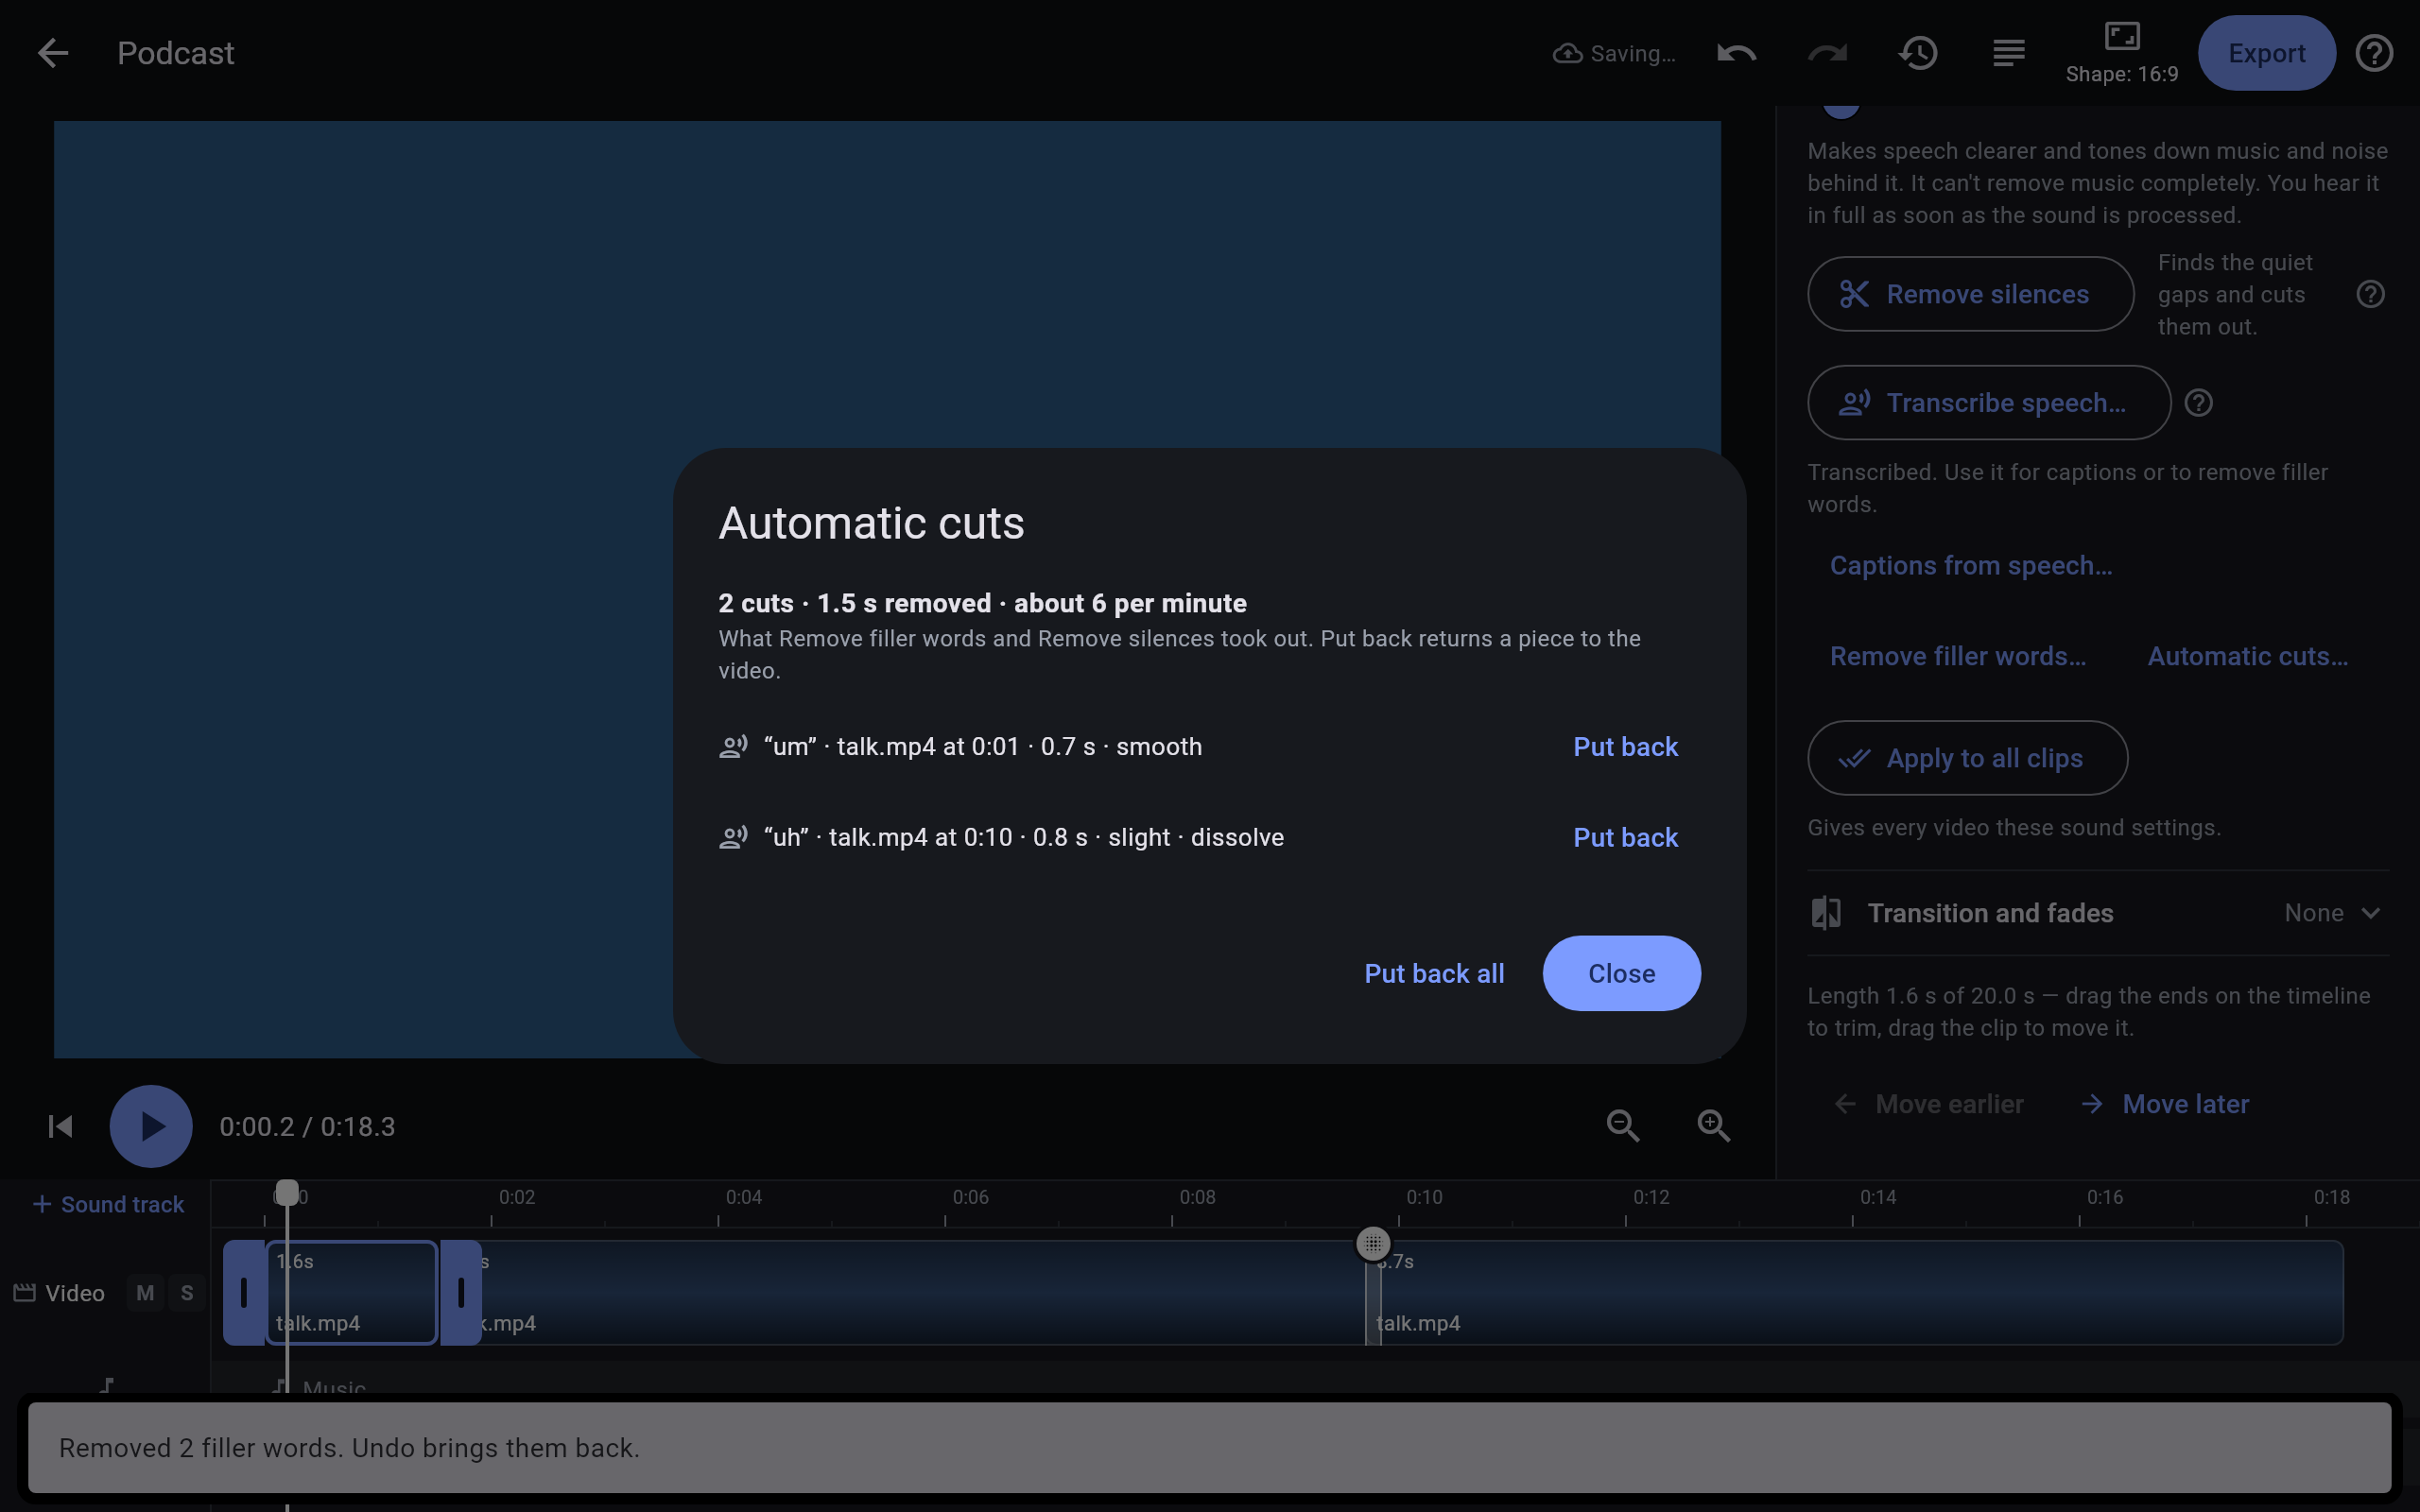 Podcast
Saving...
Shape: 16:9
Export
Makes speech clearer and tones down music and noise
behind it. It can't remove music completely. You hear it
in full as soon as the sound is processed.
Remove silences
Finds the quiet
gaps and cuts
them out.
Transcribe speech...
Transcribed. Use it for captions or to remove filler
words.
Captions from speech...
Remove filler words...
Automatic cuts...
Apply to all clips
Gives every video these sound settings.
Transition and fades
None
Length 1.6 s of 20.0 s — drag the ends on the timeline
to trim, drag the clip to move it.
Move earlier
Move later
Automatic cuts
2 cuts · 1.5 s removed · about 6 per minute
What Remove filler words and Remove silences took out. Put back returns a piece to the
video.
“um” · talk.mp4 at 0:01 · 0.7 s · smooth
Put back
“uh” · talk.mp4 at 0:10 · 0.8 s · slight · dissolve
Put back
Put back all
Close
0:00.2 / 0:18.3
Sound track
0:02
0:04
0:06
0:08
0:10
0:12
0:14
0:16
0:18
Video
M
S
1.6s
talk.mp4
s
k.mp4
.7s
talk.mp4
Music
Removed 2 filler words. Undo brings them back.